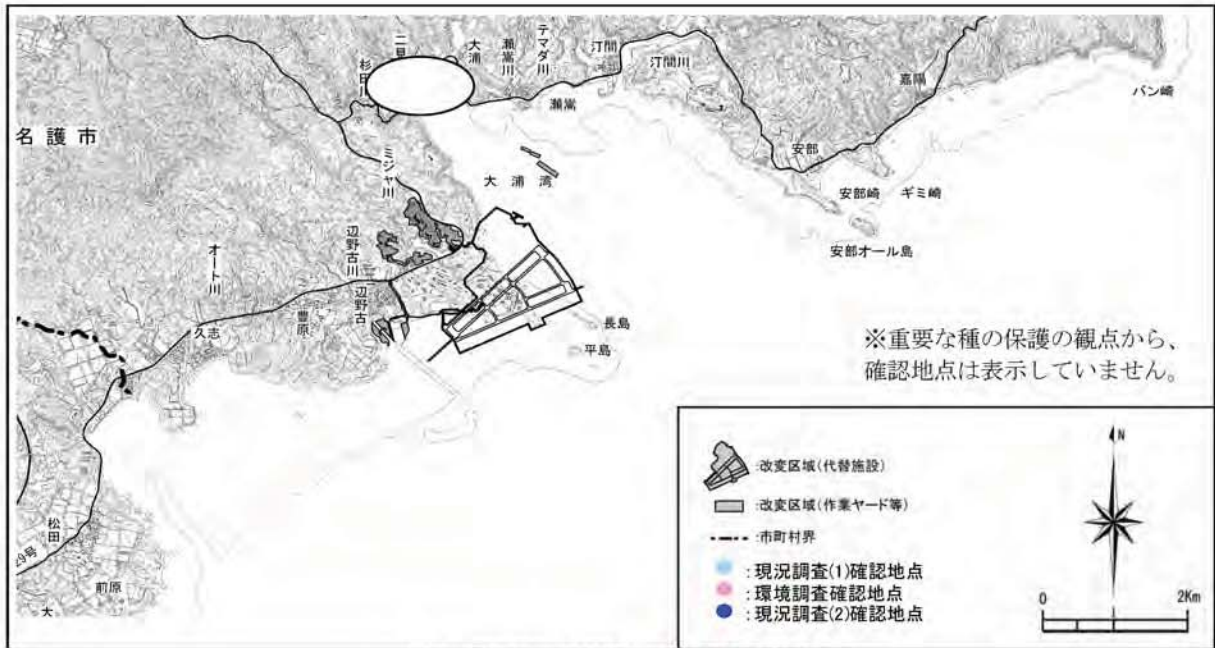 名護市
杉田川
二見
大浦
瀬嵩川
テマダ川
汀間
汀間川
瀬嵩
嘉陽
バン崎
安部
安部崎
ギミ崎
安部オール島
大浦湾
ミジャ川
辺野古川
辺野古
オート川
豊原
久志
長島
平島
松田
29号
前原
大
※重要な種の保護の観点から、
確認地点は表示していません。
:改変区域(代替施設)
:改変区域(作業ヤード等)
:市町村界
:現況調査(1)確認地点
:環境調査確認地点
:現況調査(2)確認地点
N
0 2Km